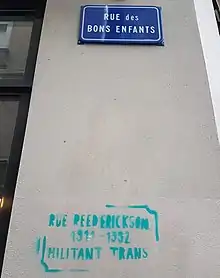 RUE des
BONS ENFANTS
RUE REED ERICKSON
1917-1992
MILITANT TRANS